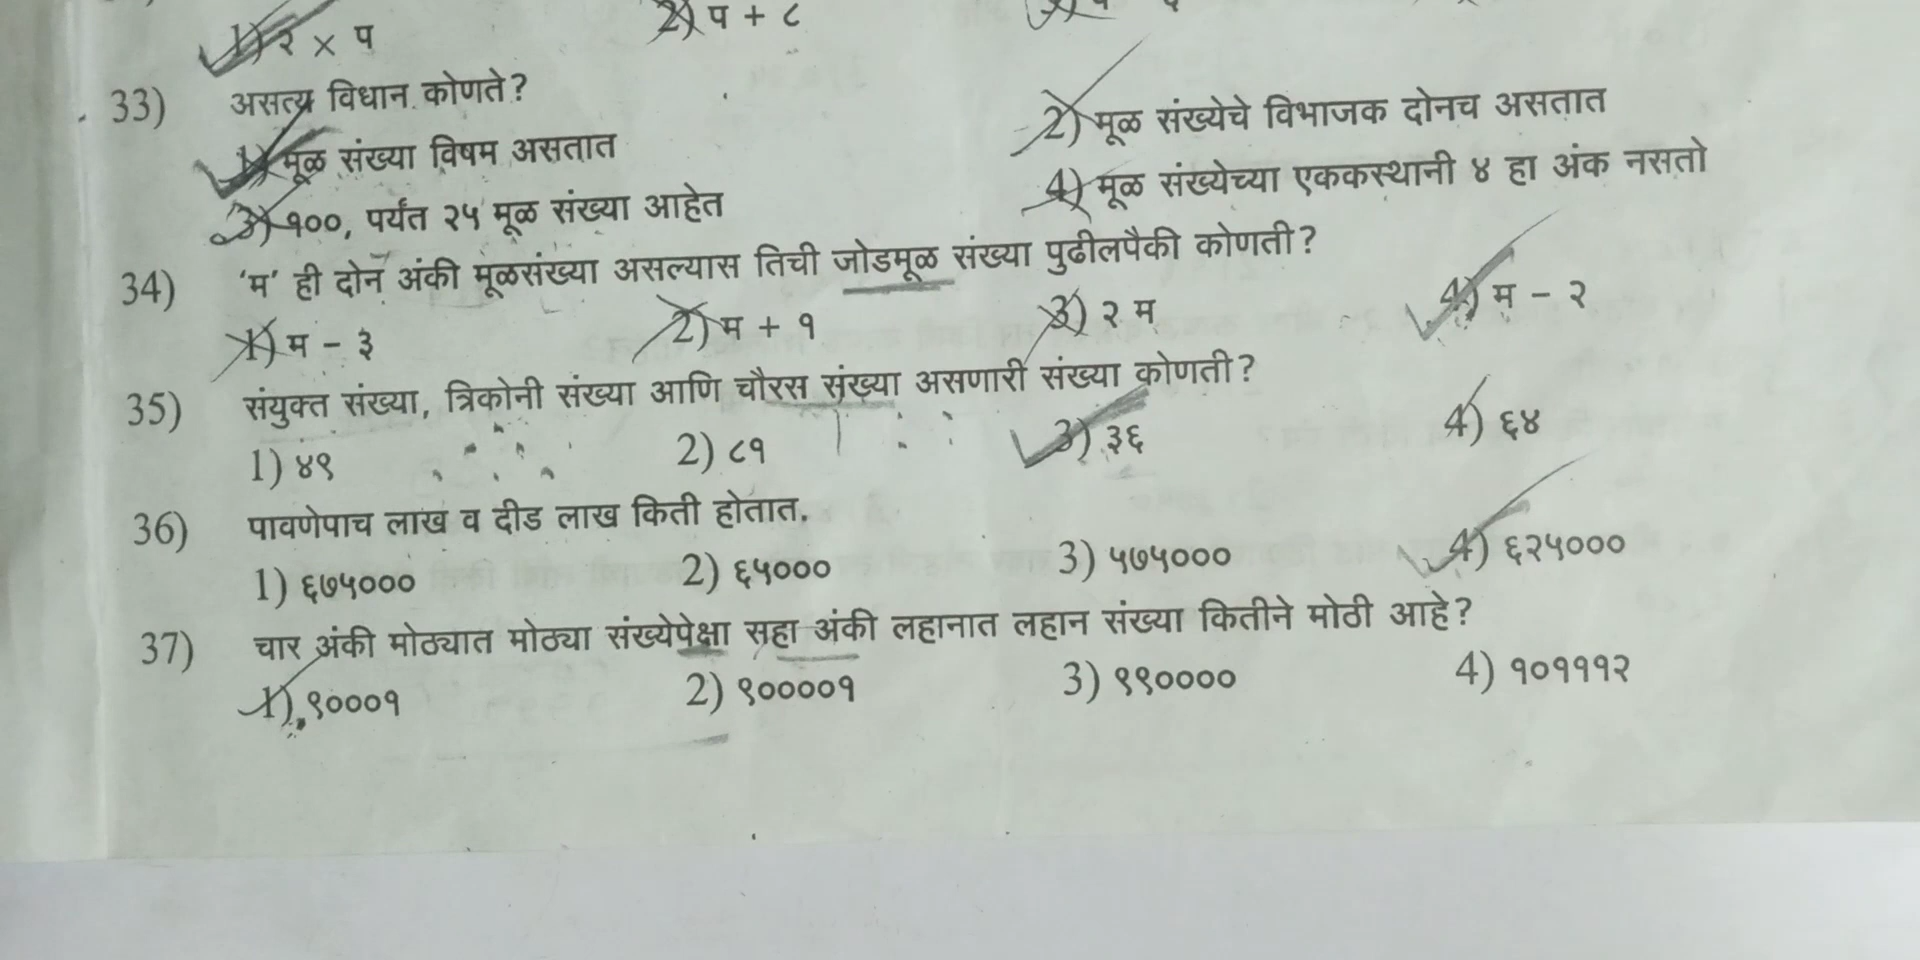 1) २ × प 2) प + ८
33) असत्य विधान कोणते?
1) मूळ संख्या विषम असतात 2) मूळ संख्येचे विभाजक दोनच असतात
3) १००, पर्यंत २५ मूळ संख्या आहेत 4) मूळ संख्येच्या एककस्थानी ४ हा अंक नसतो
34) 'म' ही दोन अंकी मूळसंख्या असल्यास तिची जोडमूळ संख्या पुढीलपैकी कोणती?
1) म - ३ 2) म + १ 3) २ म 4) म - २
35) संयुक्त संख्या, त्रिकोनी संख्या आणि चौरस संख्या असणारी संख्या कोणती?
1) ४९ 2) ८१ 3) ३६ 4) ६४
36) पावणेपाच लाख व दीड लाख किती होतात.
1) ६७५००० 2) ६५००० 3) ५७५००० 4) ६२५०००
37) चार अंकी मोठ्यात मोठ्या संख्येपेक्षा सहा अंकी लहानात लहान संख्या कितीने मोठी आहे?
1) ९०००१ 2) ९००००१ 3) ९९०००० 4) १०१११२